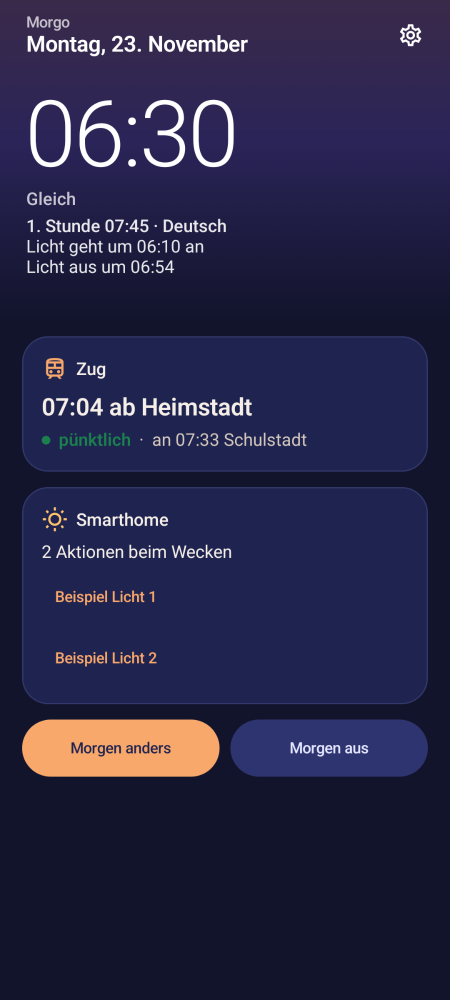 Morgo
Montag, 23. November
06:30
Gleich
1. Stunde 07:45 · Deutsch
Licht geht um 06:10 an
Licht aus um 06:54
Zug
07:04 ab Heimstadt
pünktlich · an 07:33 Schulstadt
Smarthome
2 Aktionen beim Wecken
Beispiel Licht 1
Beispiel Licht 2
Morgen anders
Morgen aus